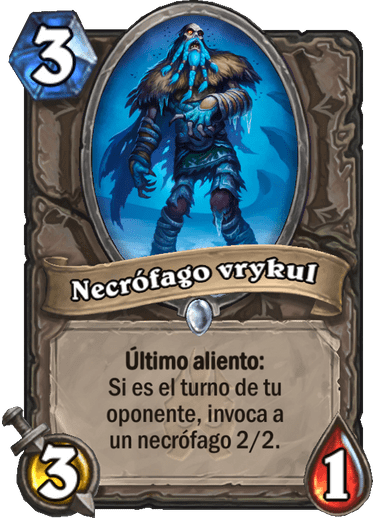 3
Necrófago vrykul
Último aliento:
Si es el turno de tu
oponente, invoca a
un necrófago 2/2.
3
1